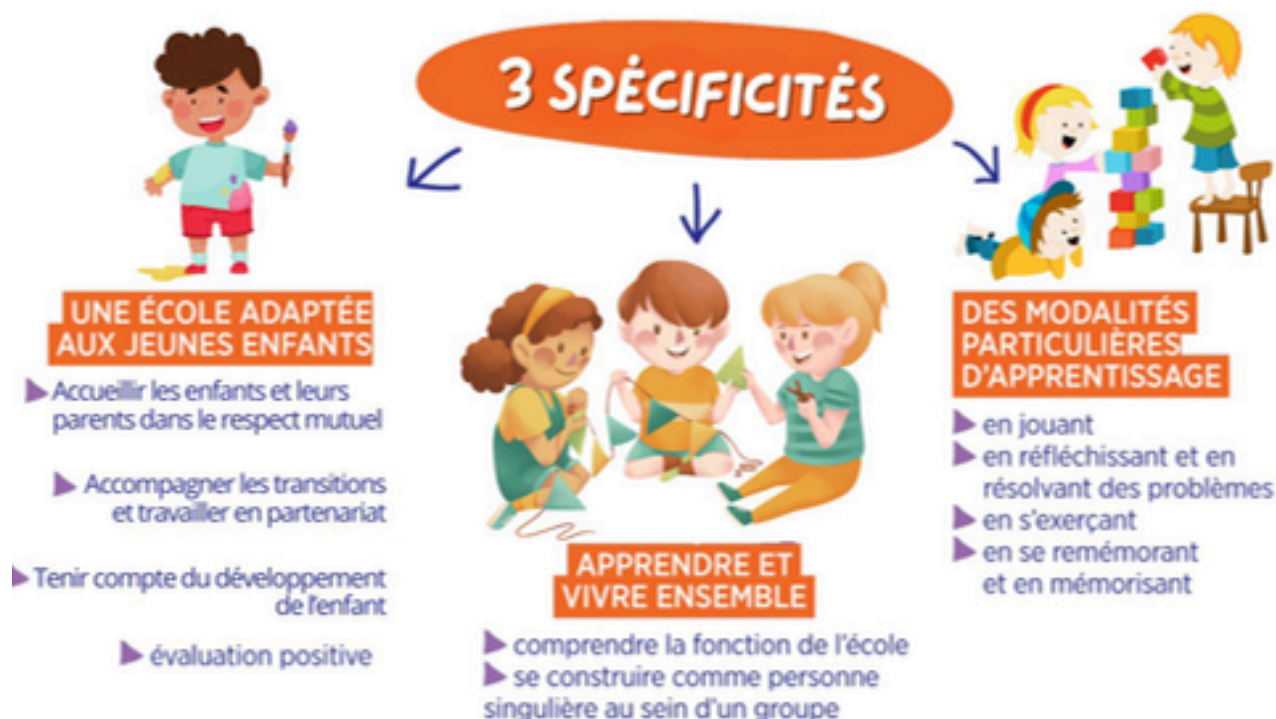 3 SPÉCIFICITÉS
UNE ÉCOLE ADAPTÉE
AUX JEUNES ENFANTS
Accueillir les enfants et leurs
parents dans le respect mutuel
Accompagner les transitions
et travailler en partenariat
Tenir compte du développement
de l'enfant
évaluation positive
APPRENDRE ET
VIVRE ENSEMBLE
comprendre la fonction de l'école
se construire comme personne
singulière au sein d'un groupe
DES MODALITÉS
PARTICULIÈRES
D'APPRENTISSAGE
en jouant
en réfléchissant et en
résolvant des problèmes
en s'exerçant
en se remémorant
et en mémorisant